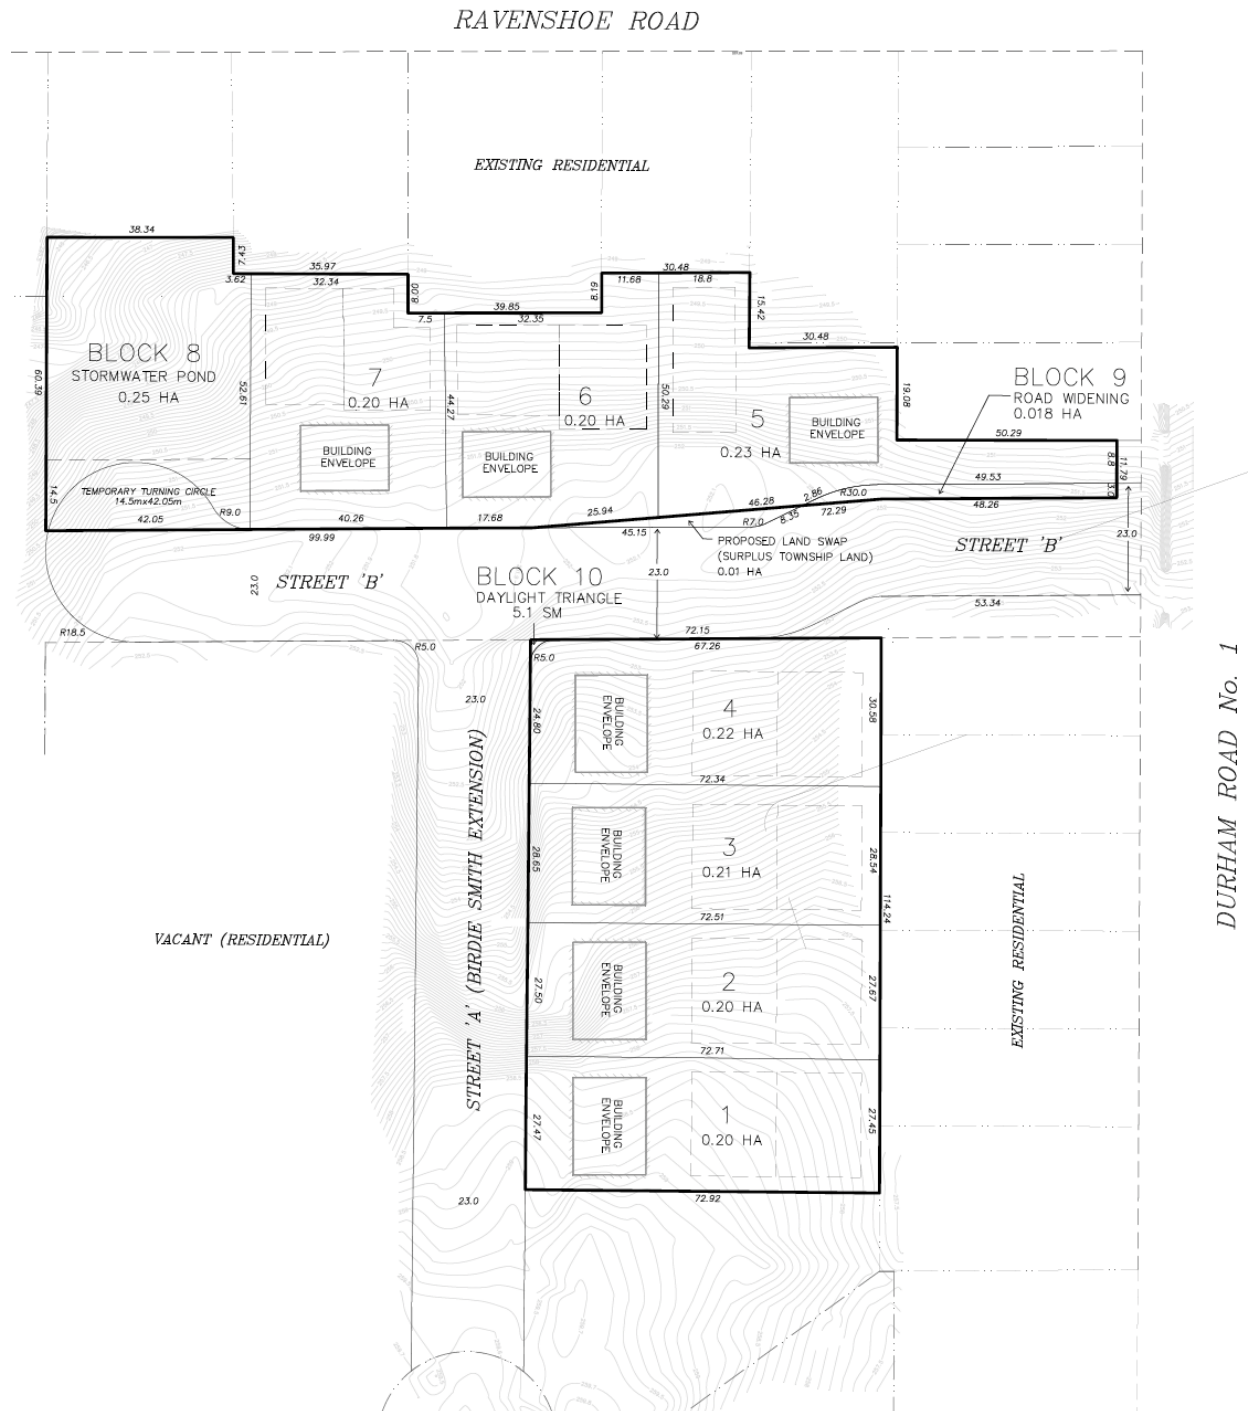 RAVENSHOE ROAD
EXISTING RESIDENTIAL
38.34
7.43
3.62
35.97
32.34
8.00
39.85
7.5
32.35
8.19
30.48
11.68
18.8
15.42
30.48
19.08
BLOCK 8
STORMWATER POND
0.25 HA
60.39
52.61
7
0.20 HA
44.27
6
0.20 HA
50.29
5
0.23 HA
BUILDING
ENVELOPE
BUILDING
ENVELOPE
BUILDING
ENVELOPE
BLOCK 9
ROAD WIDENING
0.018 HA
50.29
8.8
11.79
3.0
49.53
48.26
14.5
TEMPORARY TURNING CIRCLE
14.5mx42.05m
R9.0
42.05
40.26
99.99
17.68
25.94
45.15
46.28
2.86
R30.0
72.29
8.35
R7.0
PROPOSED LAND SWAP
(SURPLUS TOWNSHIP LAND)
0.01 HA
STREET 'B'
23.0
STREET 'B'
23.0
BLOCK 10
DAYLIGHT TRIANGLE
5.1 SM
23.0
53.34
R18.5
R5.0
R5.0
72.15
67.26
23.0
24.80
BUILDING
ENVELOPE
4
0.22 HA
30.58
72.34
28.65
BUILDING
ENVELOPE
3
0.21 HA
28.54
72.51
114.24
27.50
BUILDING
ENVELOPE
2
0.20 HA
27.67
72.71
27.47
BUILDING
ENVELOPE
1
0.20 HA
27.45
72.92
23.0
STREET 'A' (BIRDIE SMITH EXTENSION)
VACANT (RESIDENTIAL)
EXISTING RESIDENTIAL
DURHAM ROAD No. 1